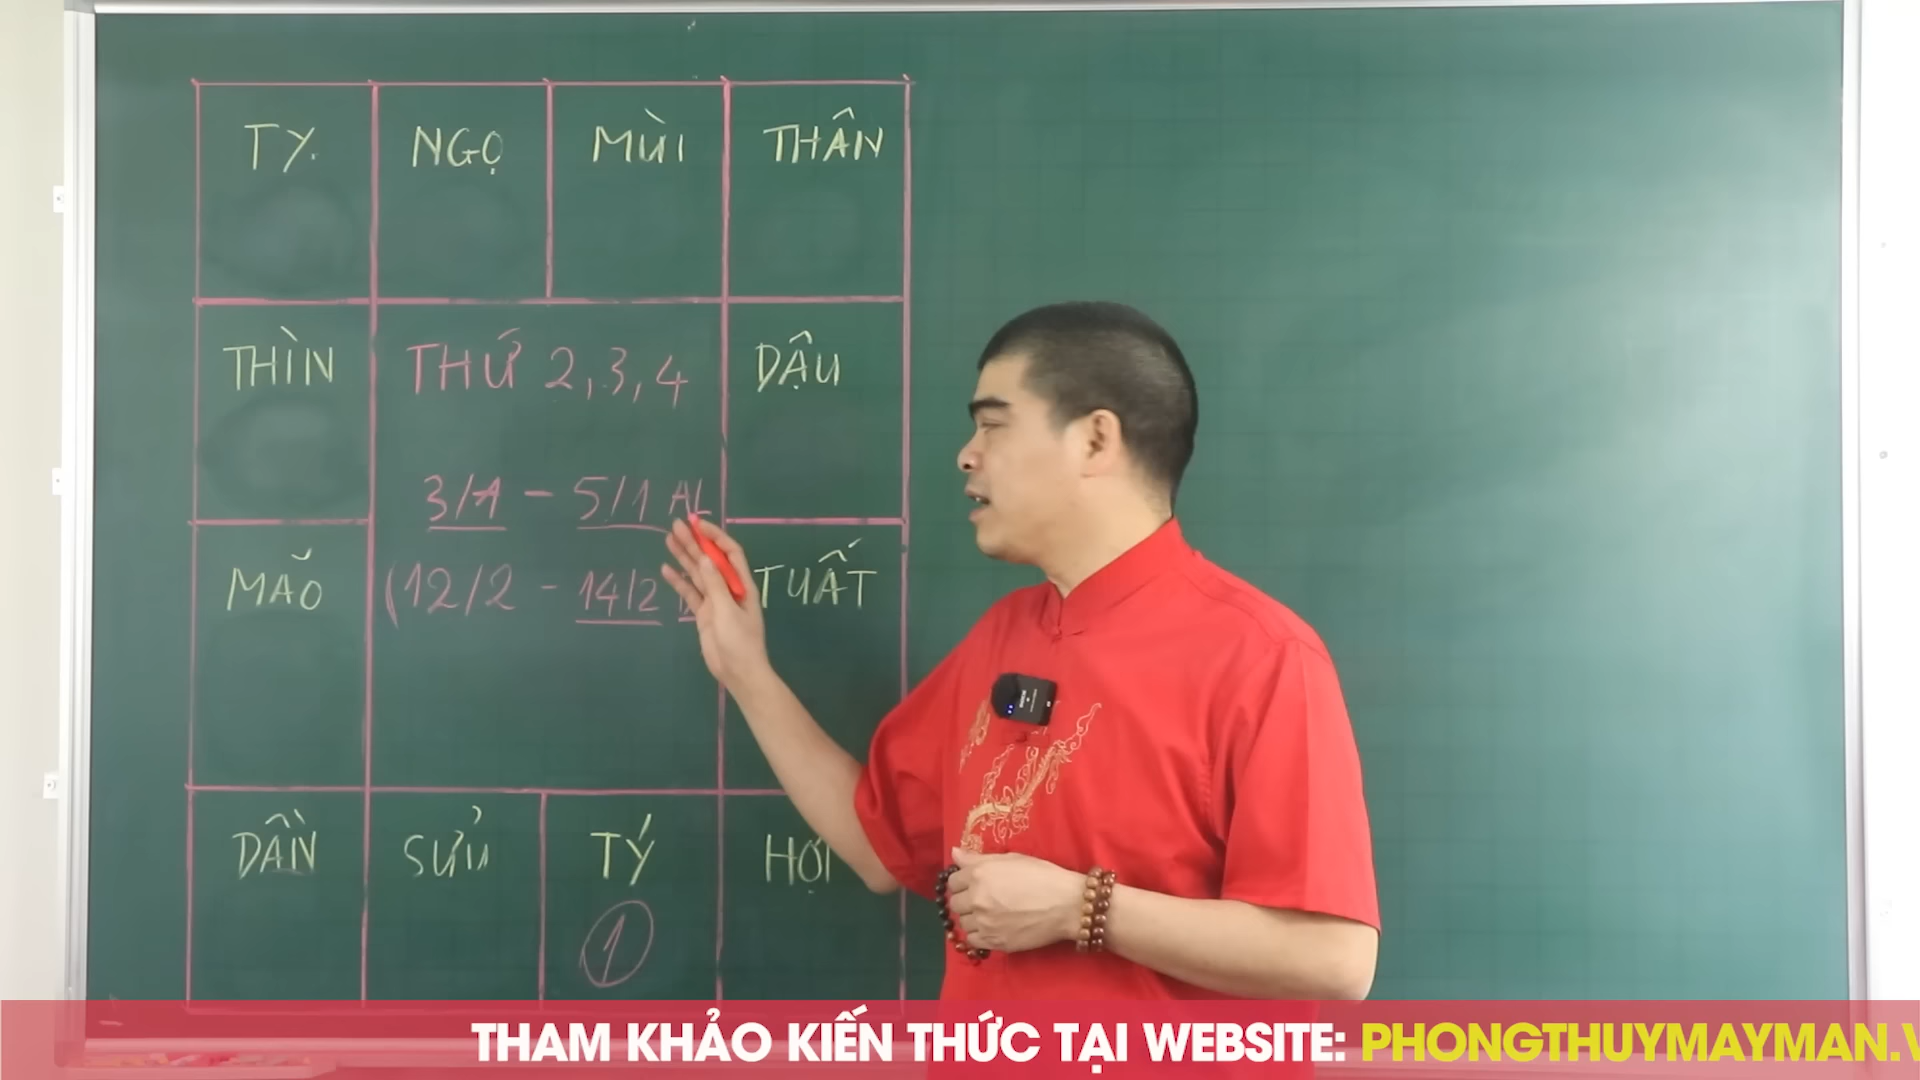 TỴ NGỌ MÙI THÂN
THÌN THỨ 2, 3, 4 DẬU
3/1 - 5/1 AL
MÃO (12/2 - 14/2 TUẤT
DẦN SỬU TÝ HỢI
1
THAM KHẢO KIẾN THỨC TẠI WEBSITE: PHONGTHUYMAYMAN.V